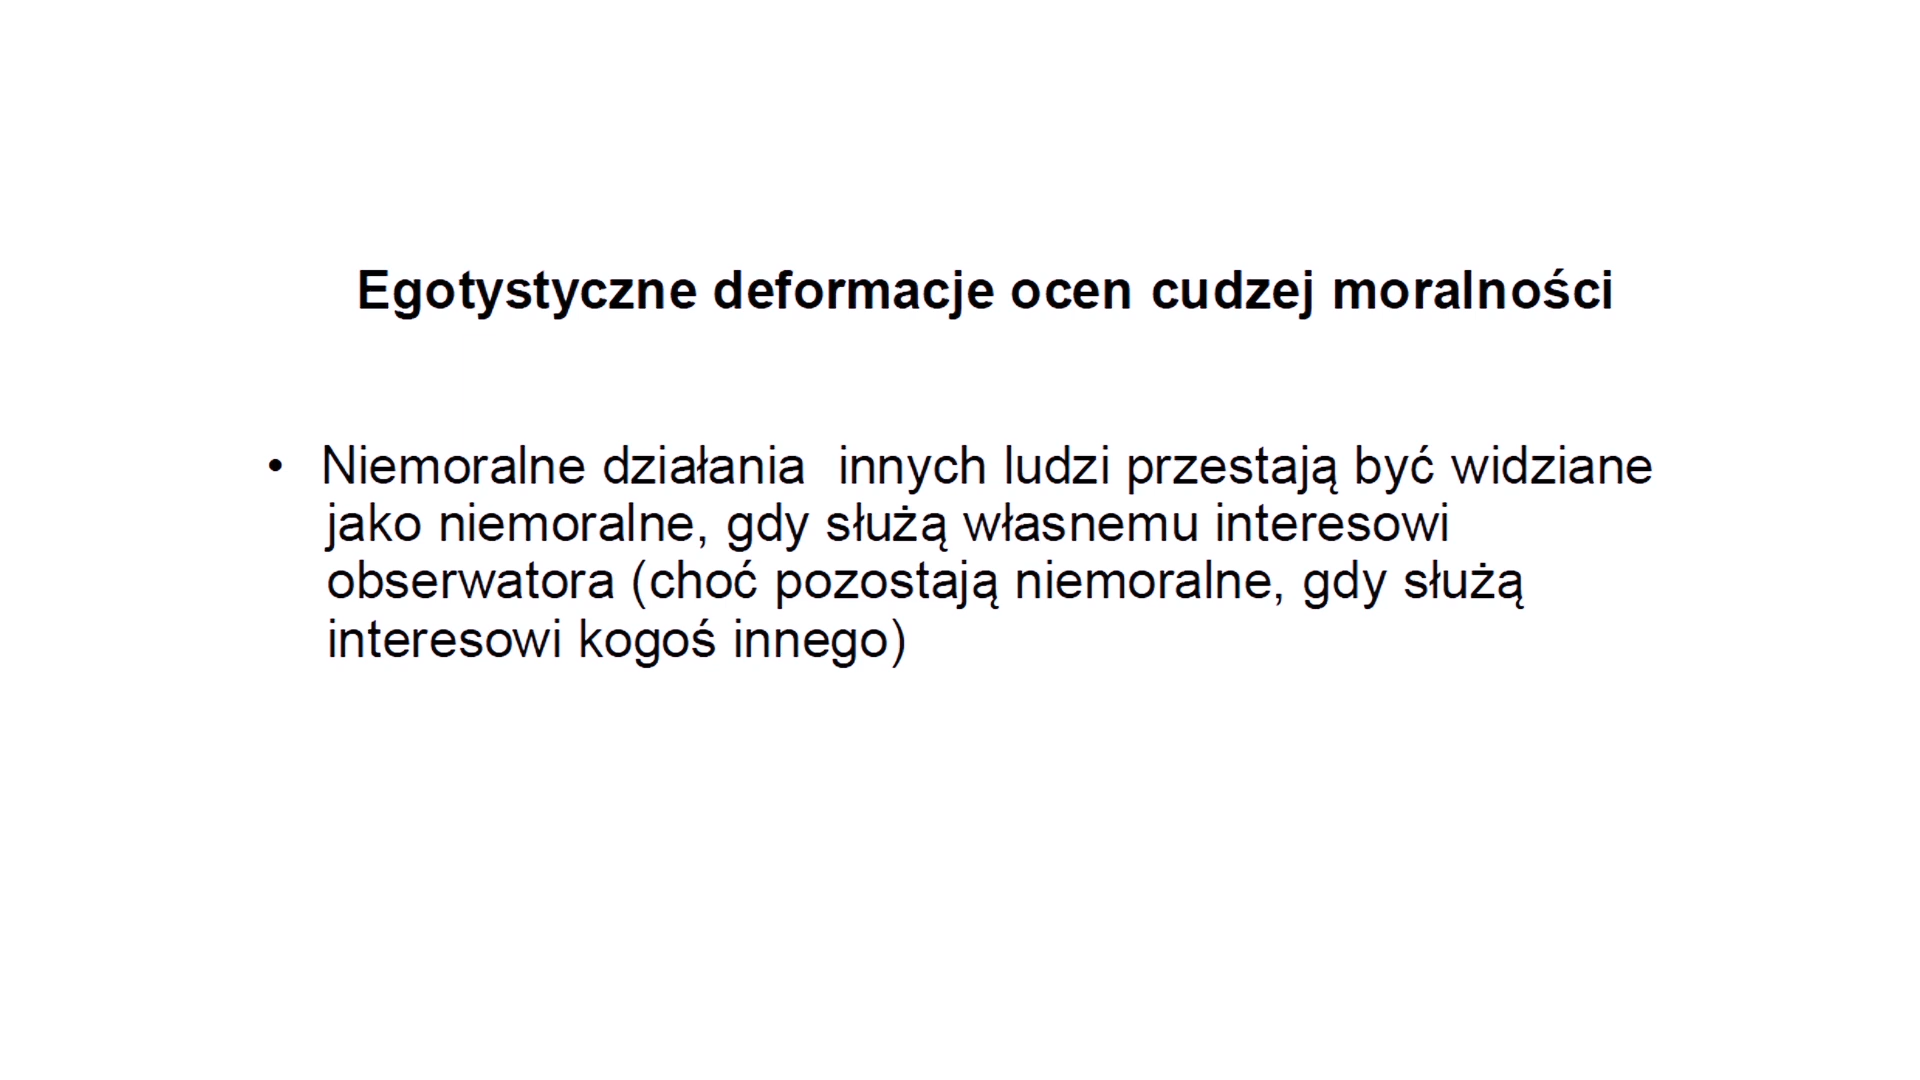 Egotystyczne deformacje ocen cudzej moralności
• Niemoralne działania innych ludzi przestają być widziane
jako niemoralne, gdy służą własnemu interesowi
obserwatora (choć pozostają niemoralne, gdy służą
interesowi kogoś innego)